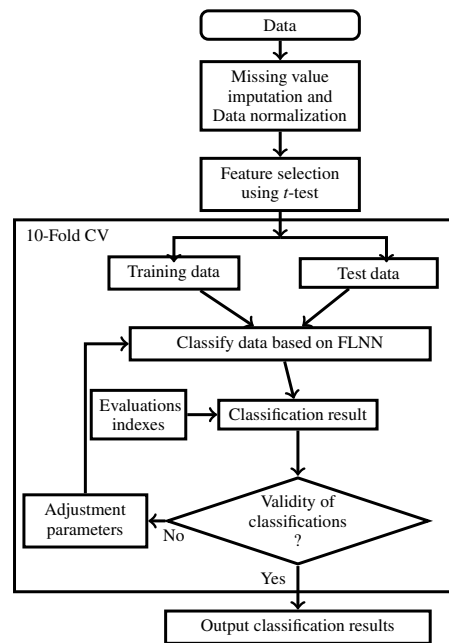 Data
Missing value
imputation and
Data normalization
Feature selection
using t-test
10-Fold CV
Training data
Test data
Classify data based on FLNN
Evaluations
indexes
Classification result
Validity of
classifications
?
Adjustment
parameters
No
Yes
Output classification results